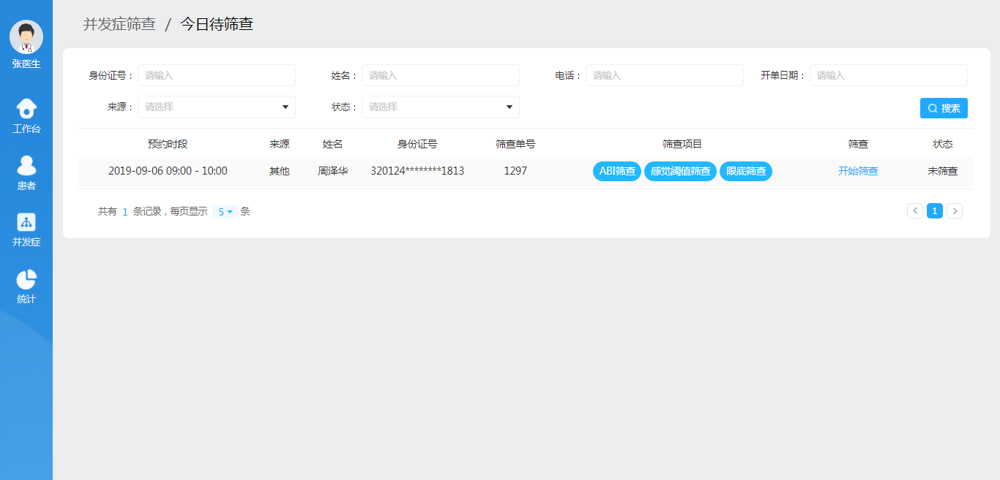 张医生
工作台
患者
并发症
统计
并发症筛查 / 今日待筛查
身份证号： 请输入 姓名： 请输入 电话： 请输入 开单日期： 请输入
来源： 请选择 状态： 请选择 搜索
预约时段 来源 姓名 身份证号 筛查单号 筛查项目 筛查 状态
2019-09-06 09:00 - 10:00 其他 周泽华 320124********1813 1297 ABI筛查 感觉阈值筛查 眼底筛查 开始筛查 未筛查
共有 1 条记录，每页显示 5 条 < 1 >